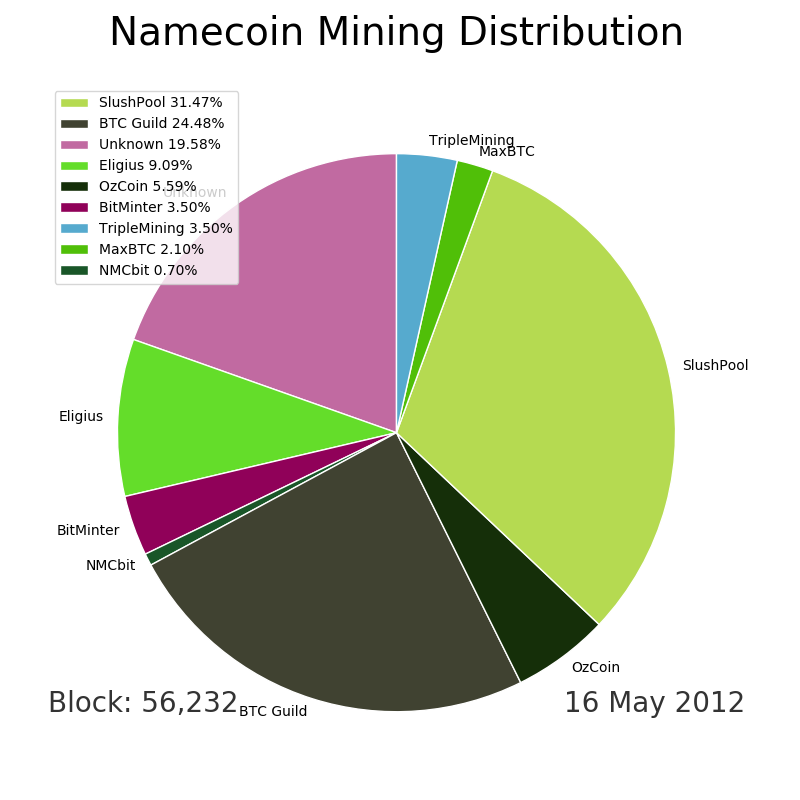 Namecoin Mining Distribution
SlushPool 31.47%
BTC Guild 24.48%
Unknown 19.58%
Eligius 9.09%
OzCoin 5.59%
BitMinter 3.50%
TripleMining 3.50%
MaxBTC 2.10%
NMCbit 0.70%
TripleMining
MaxBTC
Unknown
SlushPool
Eligius
BitMinter
NMCbit
OzCoin
BTC Guild
Block: 56,232
16 May 2012